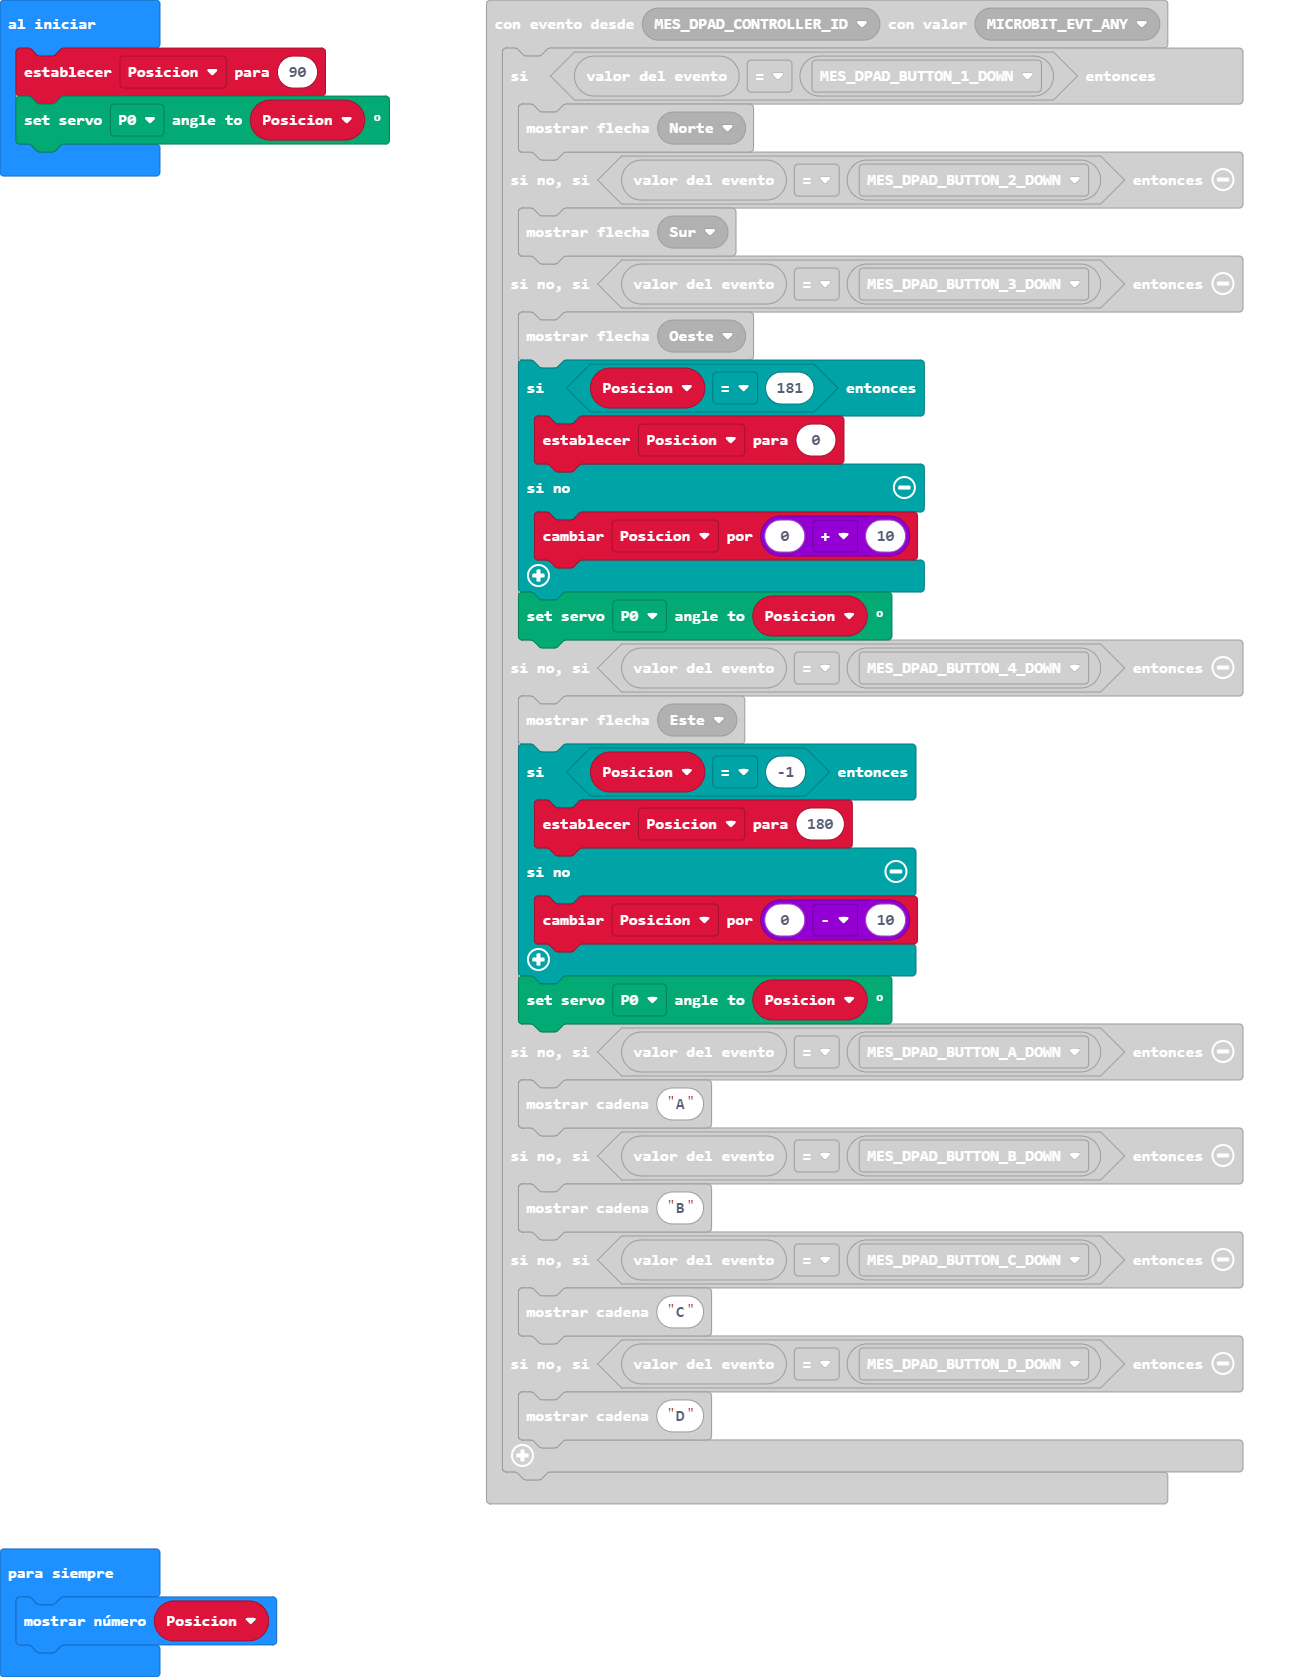 al iniciar
establecer Posicion para 90
set servo P0 angle to Posicion °
con evento desde MES_DPAD_CONTROLLER_ID con valor MICROBIT_EVT_ANY
si valor del evento = MES_DPAD_BUTTON_1_DOWN entonces
mostrar flecha Norte
si no, si valor del evento = MES_DPAD_BUTTON_2_DOWN entonces
mostrar flecha Sur
si no, si valor del evento = MES_DPAD_BUTTON_3_DOWN entonces
mostrar flecha Oeste
si Posicion = 181 entonces
establecer Posicion para 0
si no
cambiar Posicion por 0 + 10
set servo P0 angle to Posicion °
si no, si valor del evento = MES_DPAD_BUTTON_4_DOWN entonces
mostrar flecha Este
si Posicion = -1 entonces
establecer Posicion para 180
si no
cambiar Posicion por 0 - 10
set servo P0 angle to Posicion °
si no, si valor del evento = MES_DPAD_BUTTON_A_DOWN entonces
mostrar cadena "A"
si no, si valor del evento = MES_DPAD_BUTTON_B_DOWN entonces
mostrar cadena "B"
si no, si valor del evento = MES_DPAD_BUTTON_C_DOWN entonces
mostrar cadena "C"
si no, si valor del evento = MES_DPAD_BUTTON_D_DOWN entonces
mostrar cadena "D"
para siempre
mostrar número Posicion